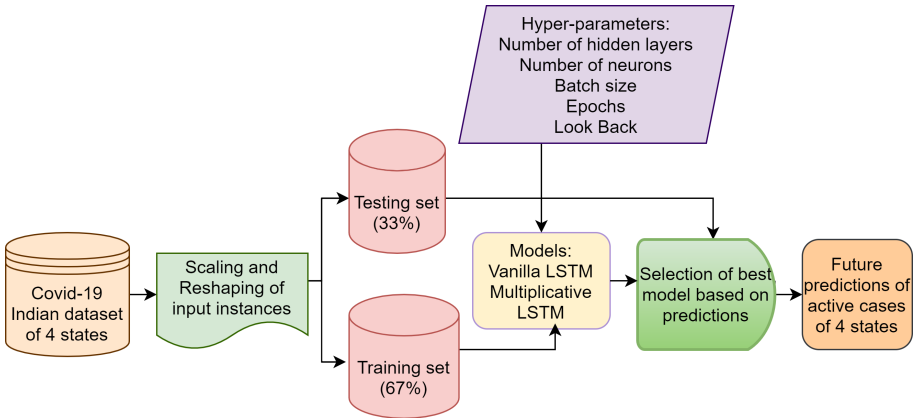 Hyper-parameters:
Number of hidden layers
Number of neurons
Batch size
Epochs
Look Back
Testing set
(33%)
Covid-19
Indian dataset
of 4 states
Scaling and
Reshaping of
input instances
Training set
(67%)
Models:
Vanilla LSTM
Multiplicative
LSTM
Selection of best
model based on
predictions
Future
predictions of
active cases
of 4 states